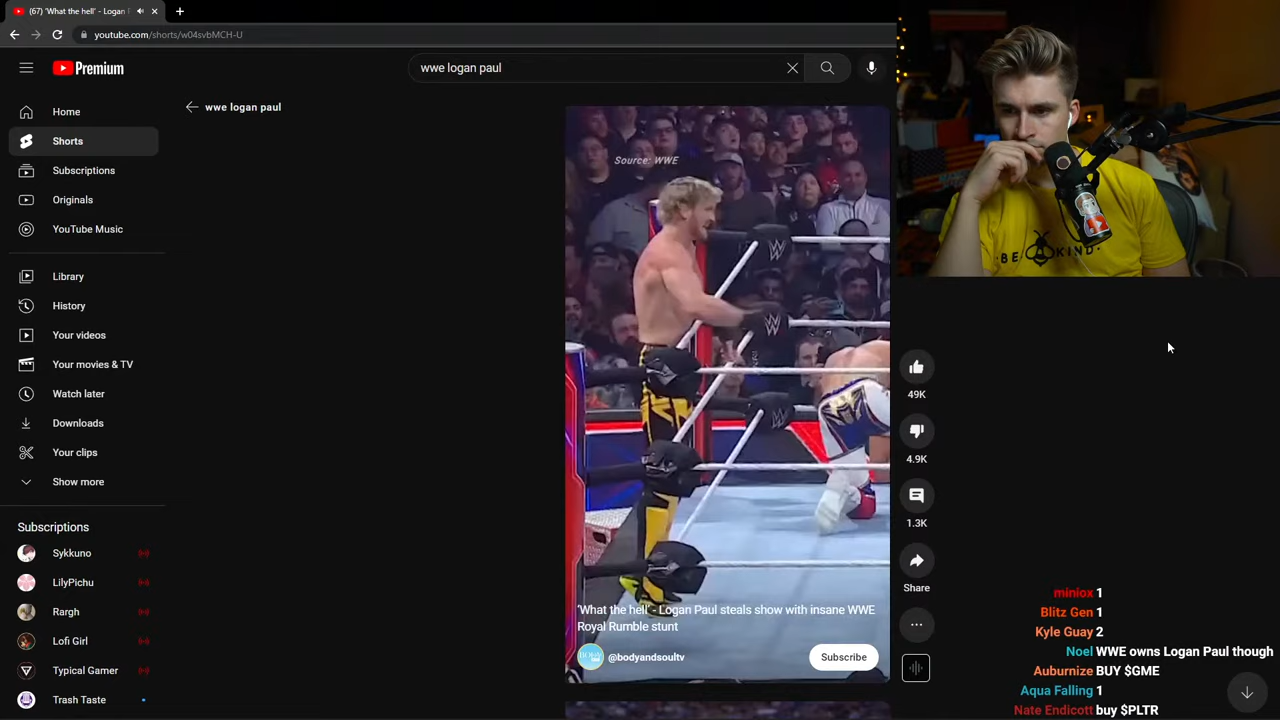 (67) 'What the hell' - Logan P
youtube.com/shorts/w04svbMCH-U
Premium
wwe logan paul
Home
Shorts
Subscriptions
Originals
YouTube Music
Library
History
Your videos
Your movies & TV
Watch later
Downloads
Your clips
Show more
Subscriptions
Sykkuno
LilyPichu
Rargh
Lofi Girl
Typical Gamer
Trash Taste
wwe logan paul
Source: WWE
'What the hell' - Logan Paul steals show with insane WWE
Royal Rumble stunt
@bodyandsoultv
Subscribe
49K
4.9K
1.3K
Share
BE KIND
miniox 1
Blitz Gen 1
Kyle Guay 2
Noel WWE owns Logan Paul though
Auburnize BUY $GME
Aqua Falling 1
Nate Endicott buy $PLTR